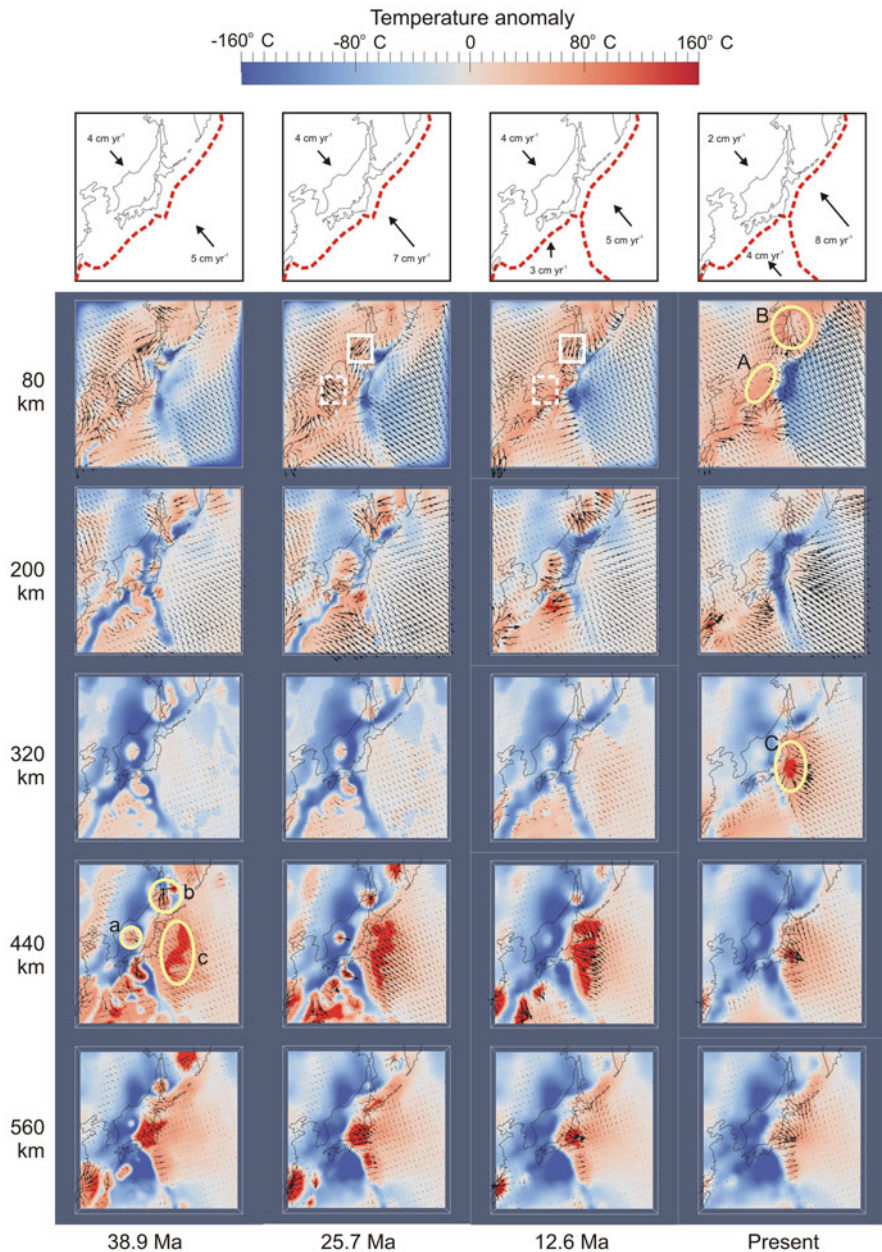 Temperature anomaly
-160° C -80° C 0 80° C 160° C
4 cm yr⁻¹ 4 cm yr⁻¹ 4 cm yr⁻¹ 2 cm yr⁻¹
5 cm yr⁻¹ 7 cm yr⁻¹ 5 cm yr⁻¹ 8 cm yr⁻¹
3 cm yr⁻¹ 4 cm yr⁻¹
B
80
km
A
200
km
320
km
C
440
km
b
a
c
560
km
38.9 Ma 25.7 Ma 12.6 Ma Present